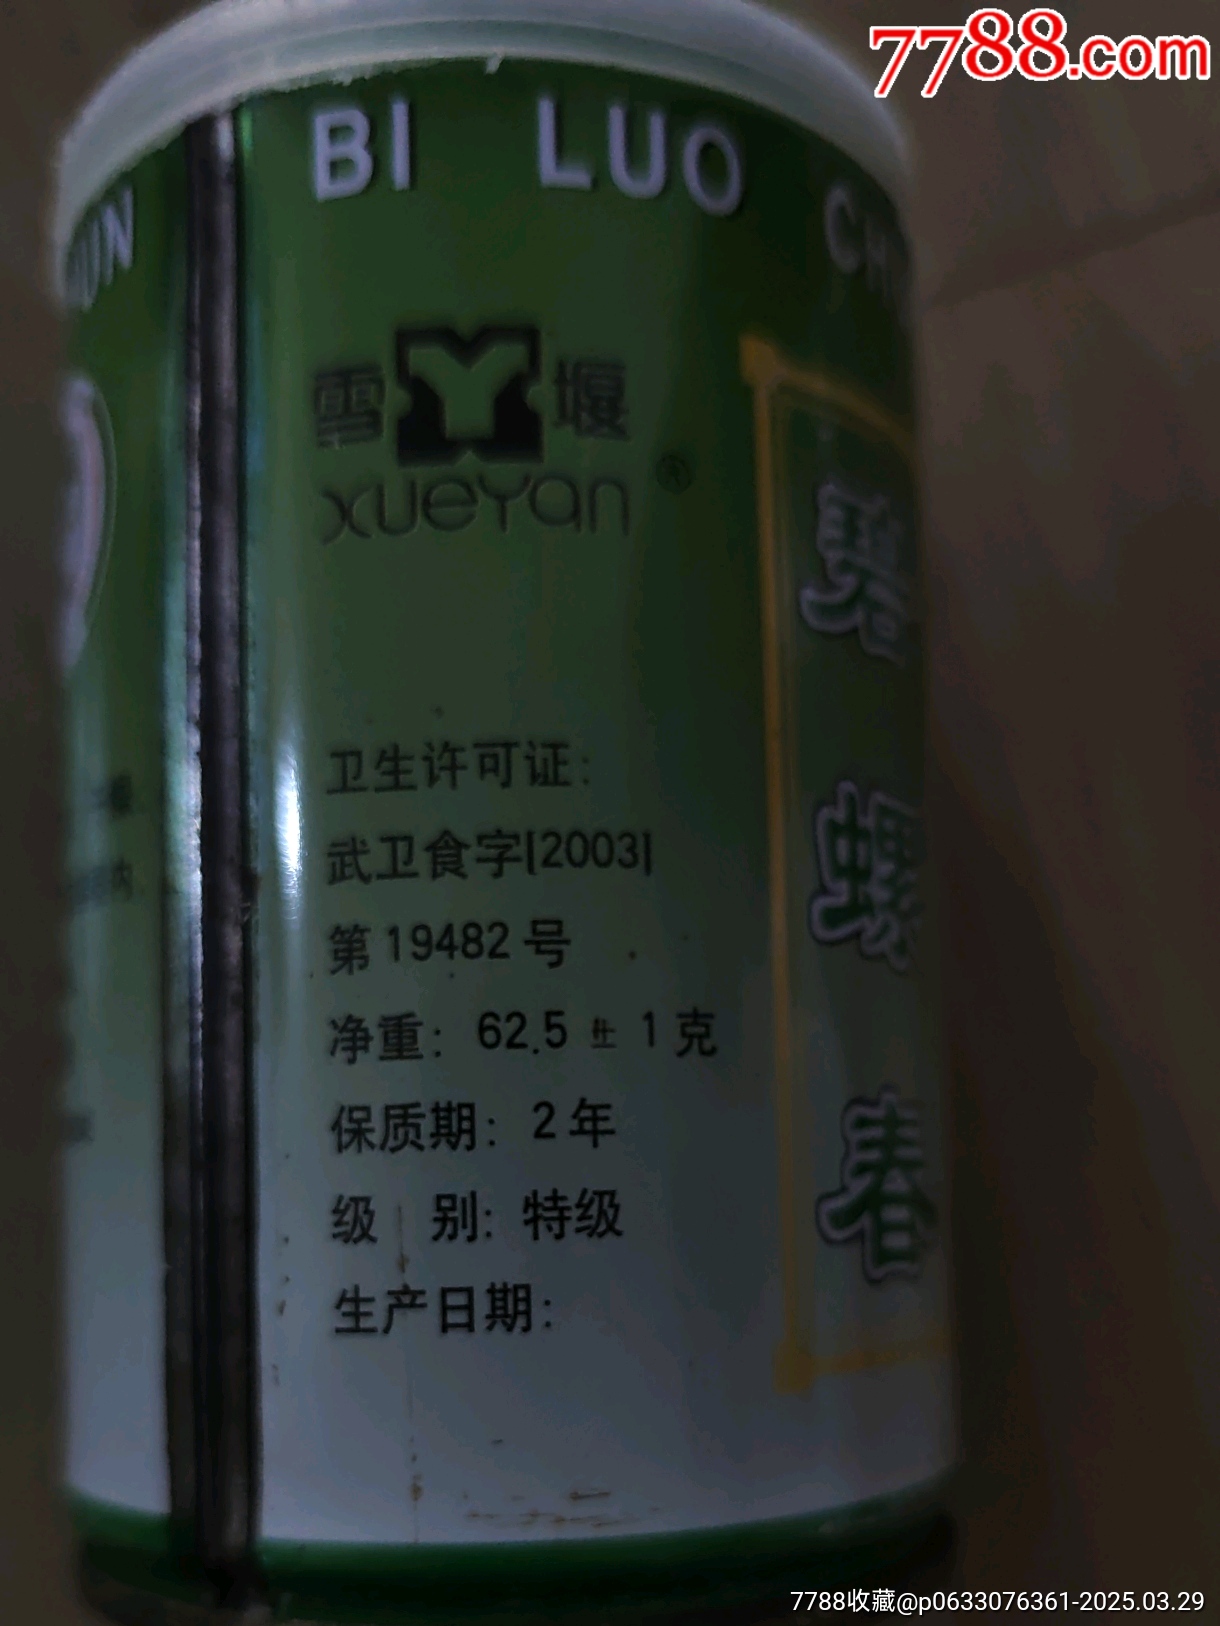 7788.com
BI LUO
雪 Y 堰
XUeYan ®
卫生许可证：
武卫食字[2003]
第19482号
净重：62.5±1克
保质期：2年
级 别：特级
生产日期：
碧
螺
春
内
7788收藏@p0633076361-2025.03.29